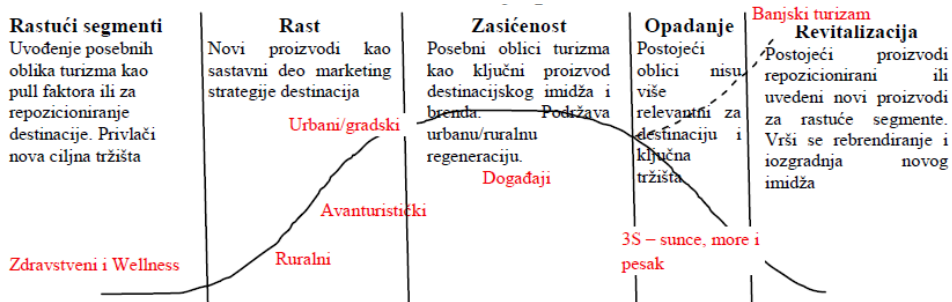 Rastući segmenti
Uvođenje posebnih
oblika turizma kao
pull faktora ili za
repozicioniranje
destinacije. Privlači
nova ciljna tržišta
Zdravstveni i Wellness
Rast
Novi proizvodi kao
sastavni deo marketing
strategije destinacija
Urbani/gradski
Avanturistički
Ruralni
Zasićenost
Posebni oblici turizma
kao ključni proizvod
destinacijskog imidža i
brenda. Podržava
urbanu/ruralnu
regeneraciju.
Događaji
Opadanje
Postojeći
oblici nisu
više
relevantni za
destinaciju i
ključna
tržišta
3S – sunce, more i
pesak
Banjski turizam
Revitalizacija
Postojeći proizvodi
repozicionirani ili
uvedeni novi proizvodi
za rastuće segmente.
Vrši se rebrendiranje i
iozgradnja novog
imidža